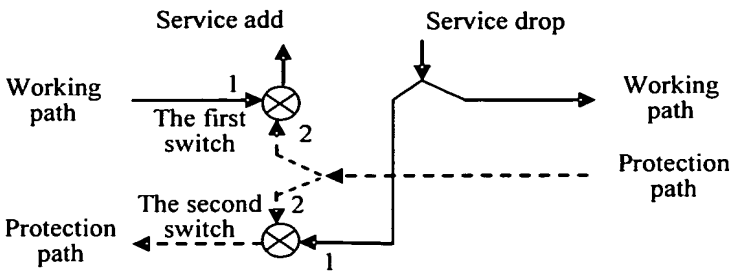 Service add
Service drop
Working
path
1
The first
switch
Working
path
2
Protection
path
The second
switch
2
Protection
path
1